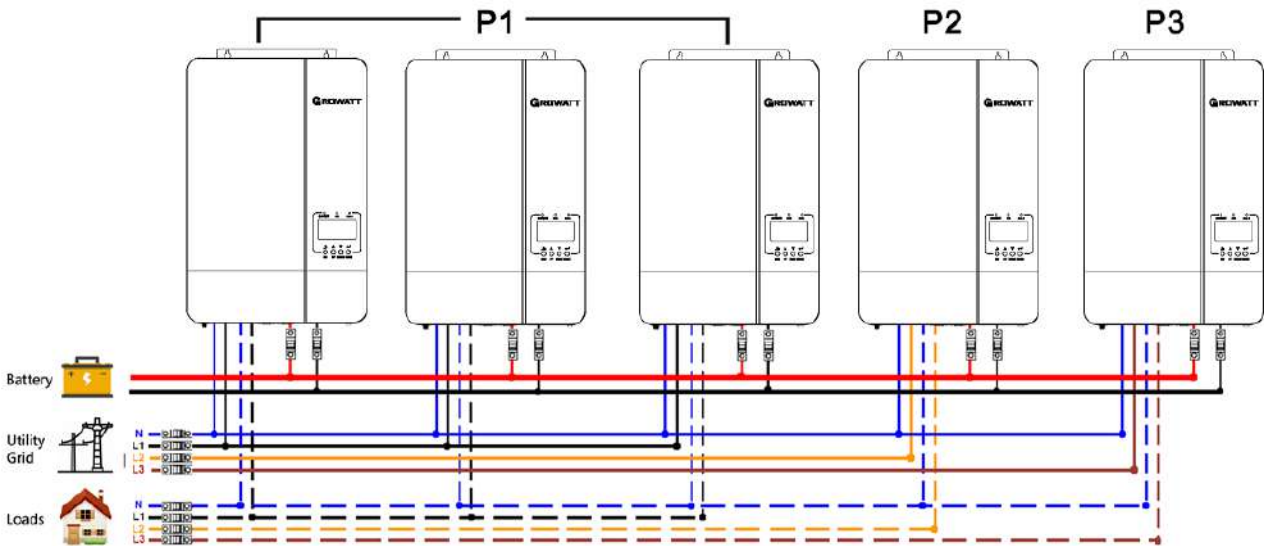 P1 P2 P3
GROWATT GROWATT GROWATT GROWATT GROWATT
Battery
Utility
Grid
N
L1
L2
L3
Loads
N
L1
L2
L3